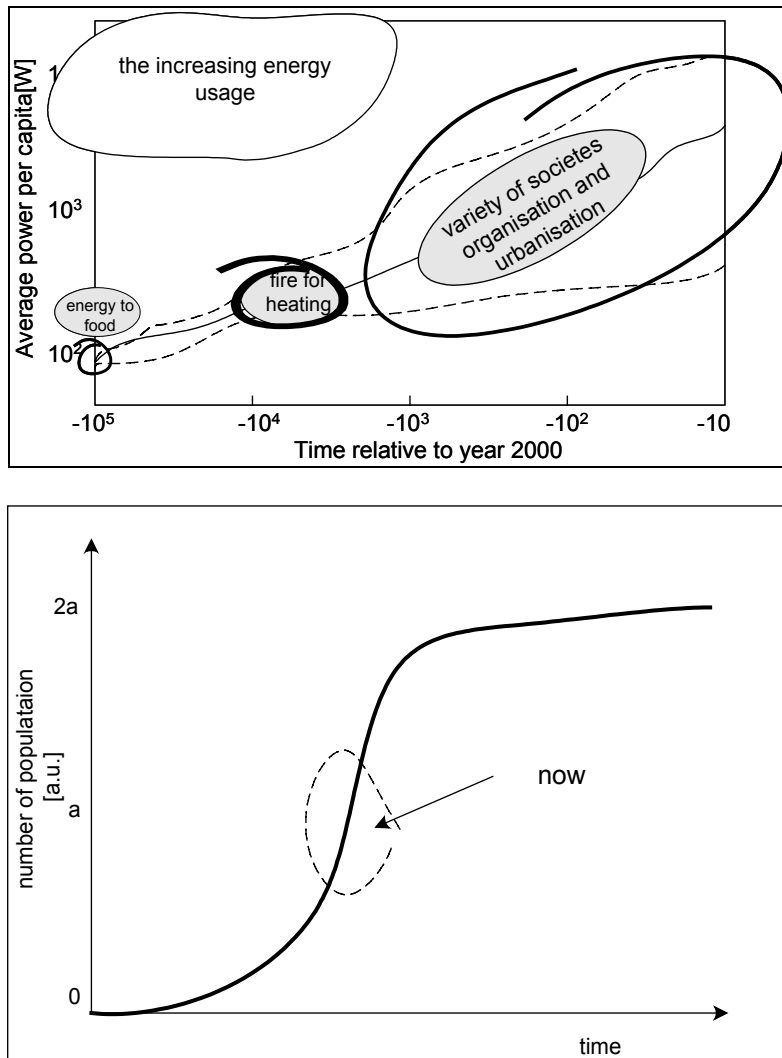 the increasing energy
usage
1
Average power per capita[W]
10³
10²
variety of societes
organisation and
urbanisation
fire for
heating
energy to
food
-10⁵
-10⁴
-10³
-10²
-10
Time relative to year 2000
2a
number of populataion
[a.u.]
a
now
0
time